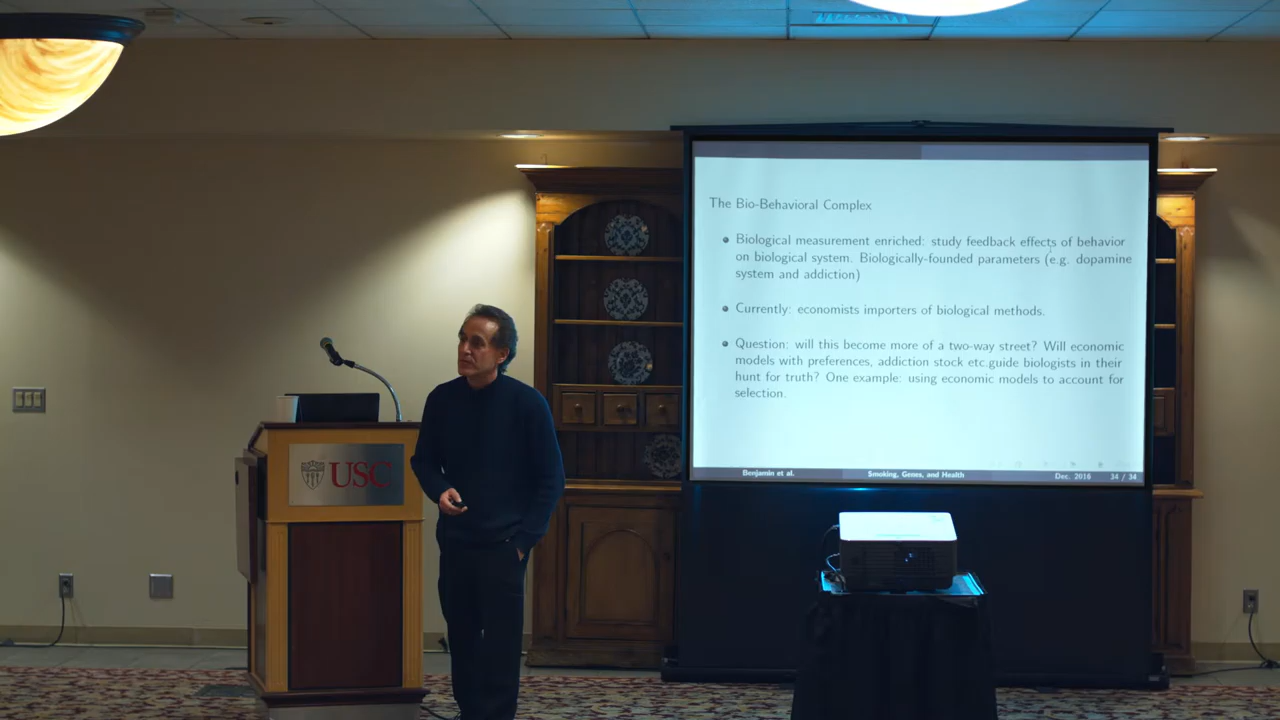 USC
The Bio-Behavioral Complex
Biological measurement enriched: study feedback effects of behavior
on biological system. Biologically-founded parameters (e.g. dopamine
system and addiction)
Currently: economists importers of biological methods.
Question: will this become more of a two-way street? Will economic
models with preferences, addiction stock etc guide biologists in their
hunt for truth? One example: using economic models to account for
selection.
Benjamin et al. Smoking, Genes, and Health Dec. 2016 34 / 34